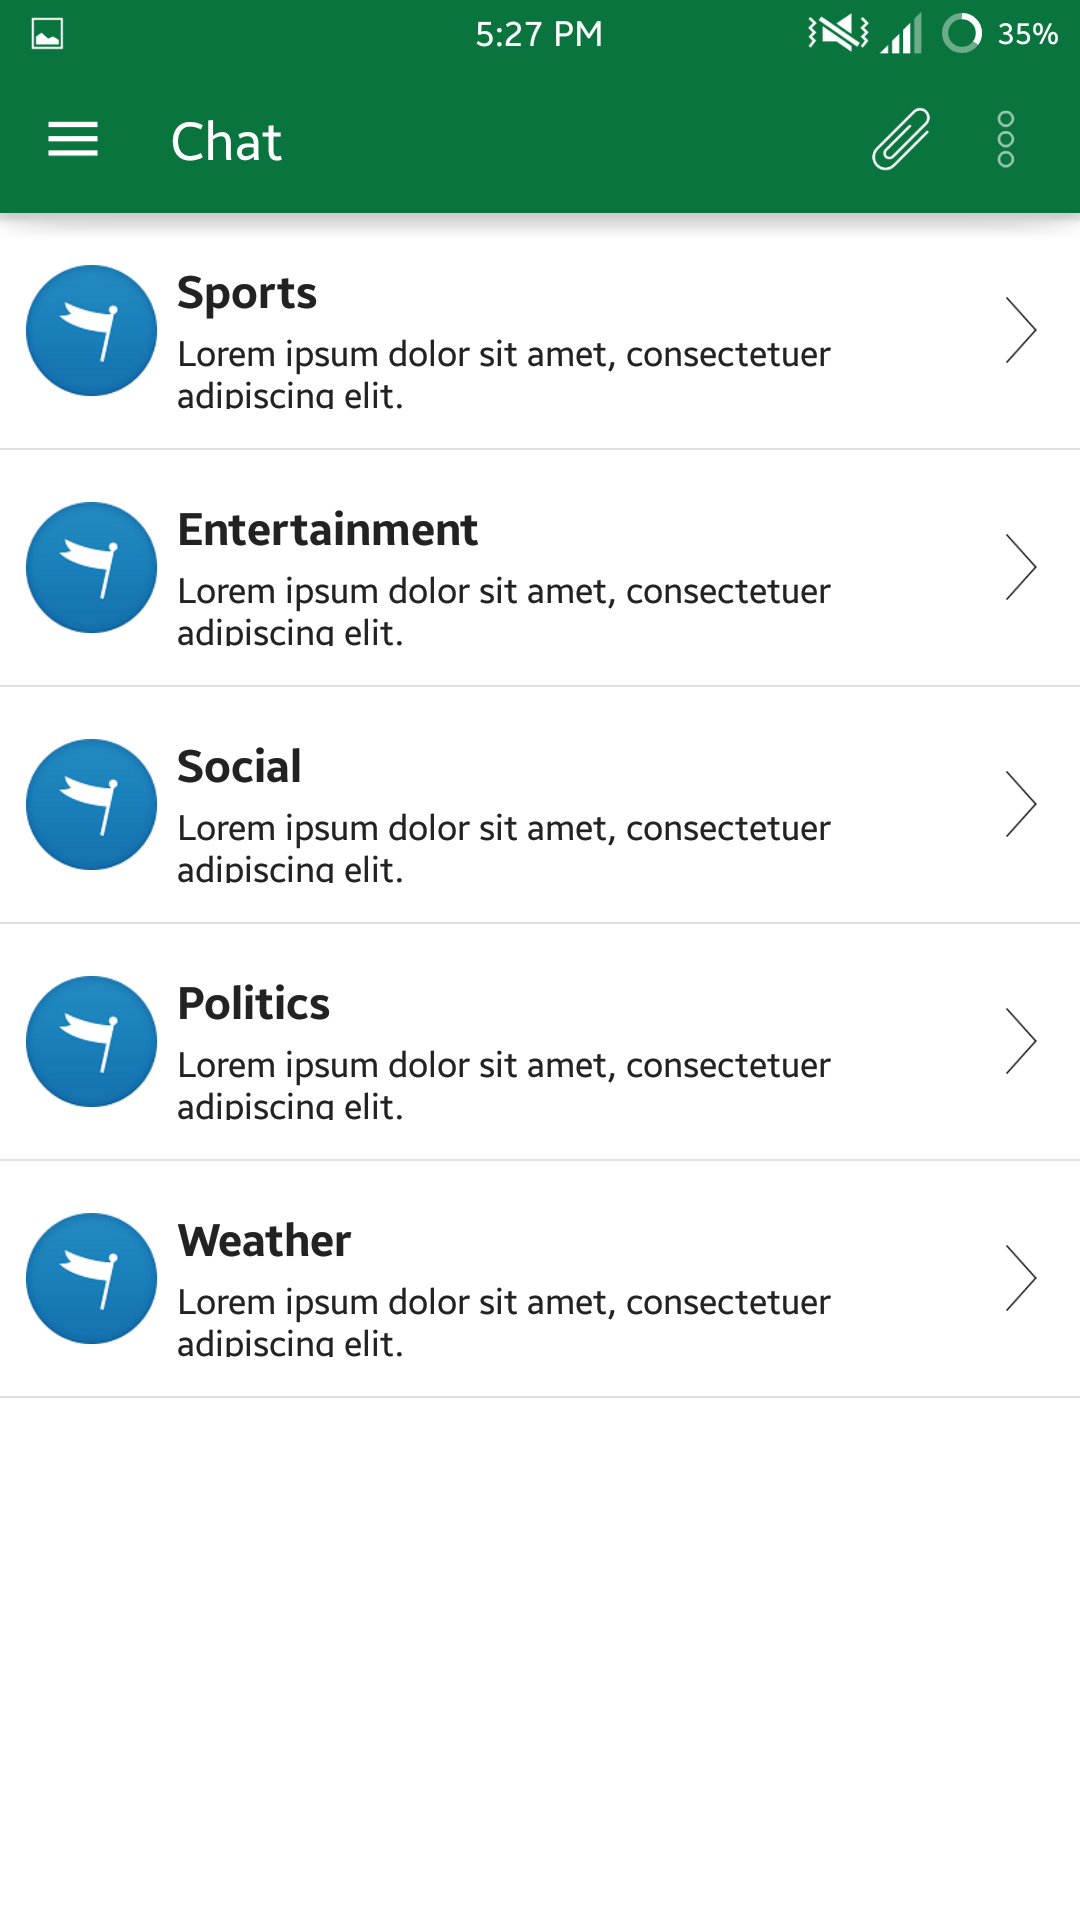 5:27 PM
35%
Chat
Sports
Lorem ipsum dolor sit amet, consectetuer
adipiscing elit.
Entertainment
Lorem ipsum dolor sit amet, consectetuer
adipiscing elit.
Social
Lorem ipsum dolor sit amet, consectetuer
adipiscing elit.
Politics
Lorem ipsum dolor sit amet, consectetuer
adipiscing elit.
Weather
Lorem ipsum dolor sit amet, consectetuer
adipiscing elit.